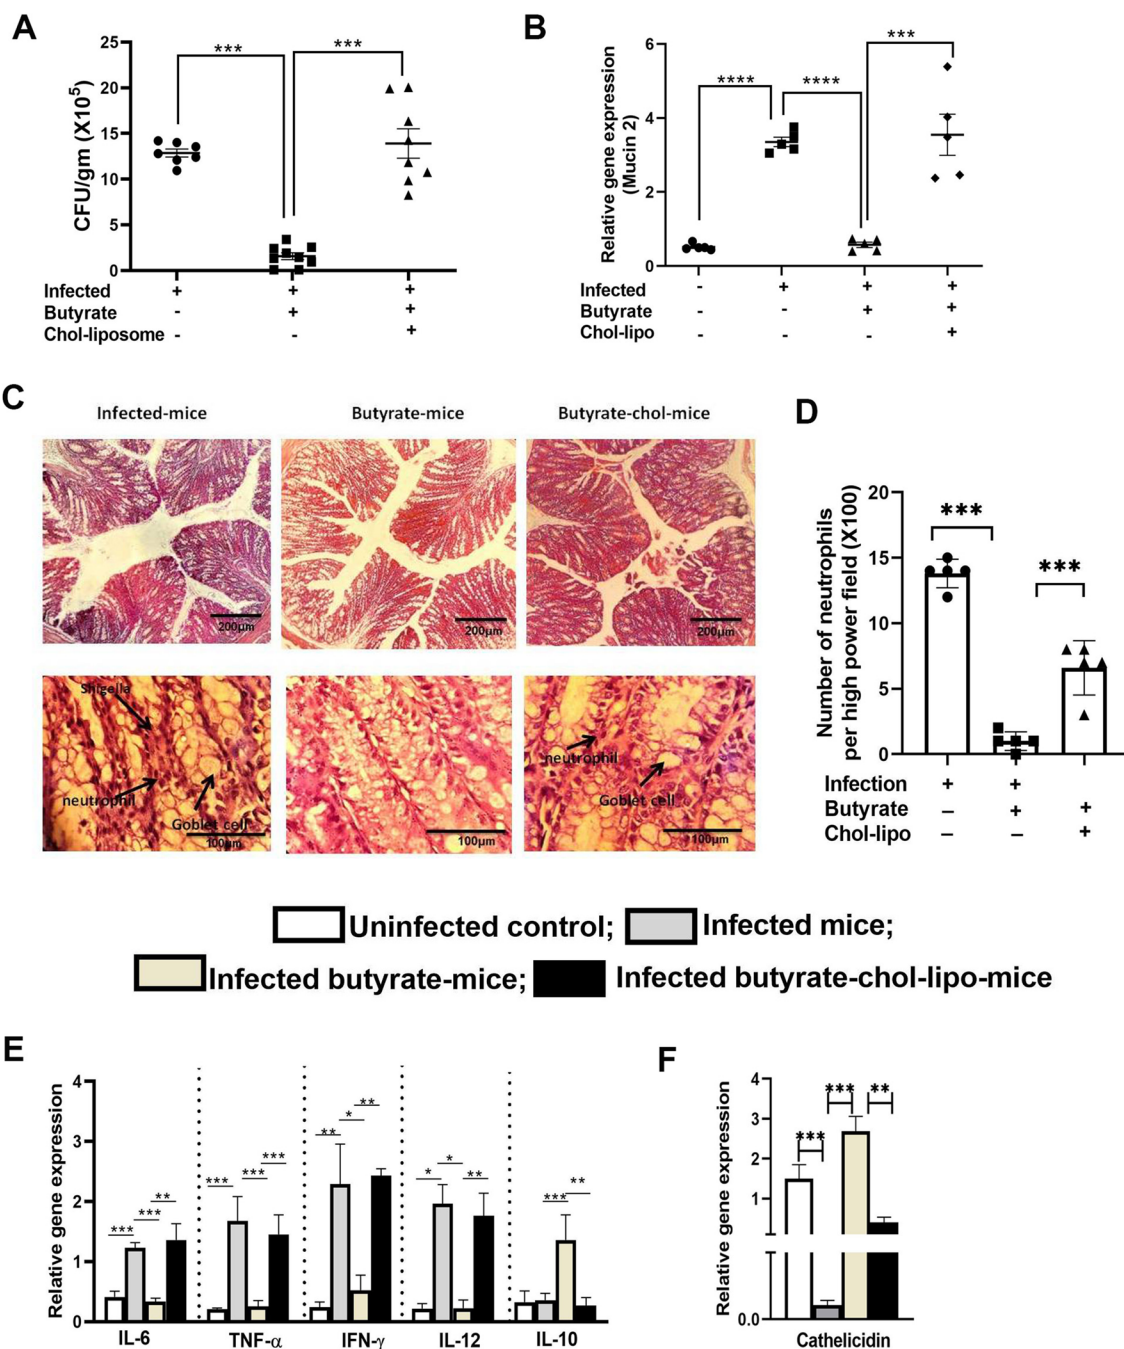 A
CFU/gm (X10⁵)
25
20
15
10
5
0
***
***
Infected + + +
Butyrate - + +
Chol-liposome - - +
B
Relative gene expression
(Mucin 2)
6
4
2
0
****
****
***
Infected - + + +
Butyrate - - + +
Chol-lipo - - - +
C
Infected-mice Butyrate-mice Butyrate-chol-mice
200µm 200µm 200µm
Shigella
neutrophil
Goblet cell
100µm
100µm
neutrophil
Goblet cell
100µm
D
Number of neutrophils
per high power field (X100)
20
15
10
5
0
***
***
Infection + +
Butyrate – + +
Chol-lipo – – +
Uninfected control; Infected mice;
Infected butyrate-mice; Infected butyrate-chol-lipo-mice
E
Relative gene expression
4
3
2
1
0
*** *** **
*** *** ***
** * **
* * **
*** **
IL-6 TNF-α IFN-γ IL-12 IL-10
F
Relative gene expression
4
3
2
1
0.0
*** *** **
Cathelicidin